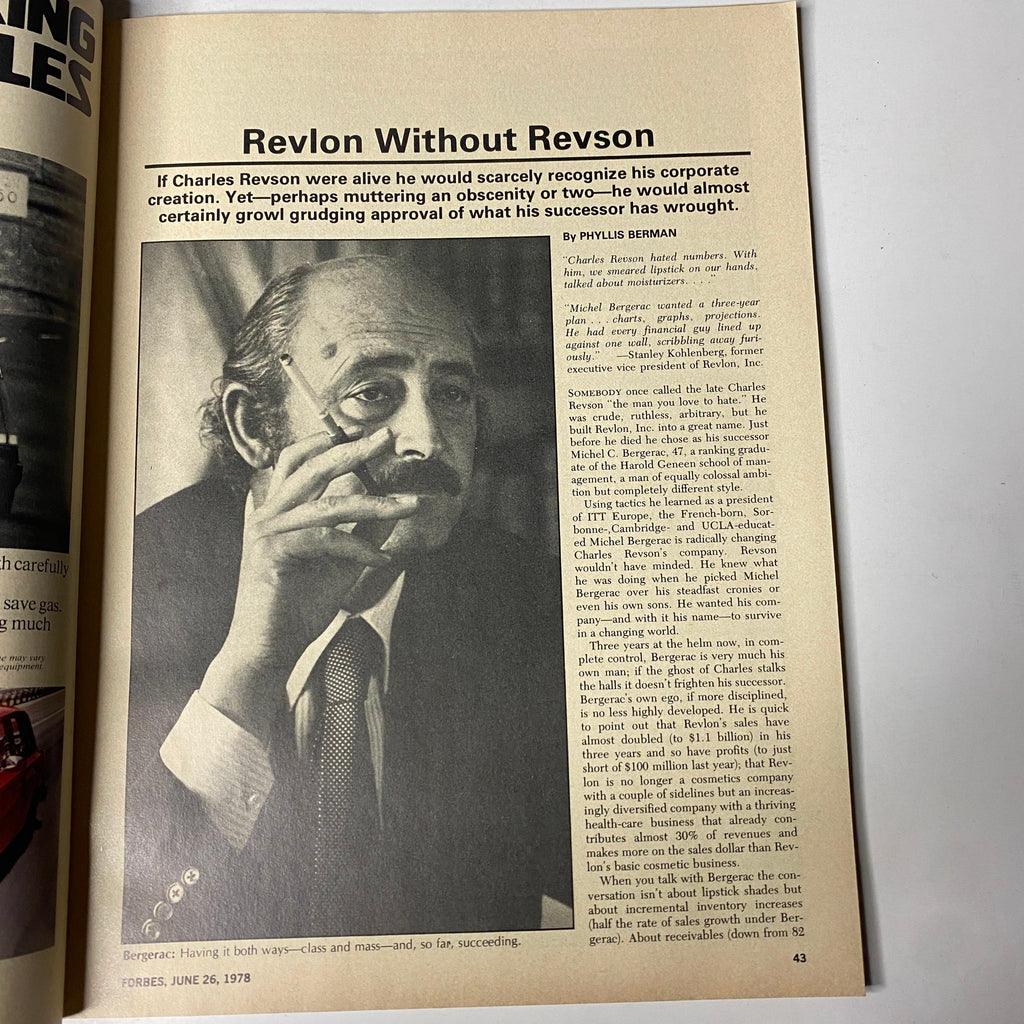 ING
LES
50
th carefully
save gas.
g much
e may vary
equipment.
Revlon Without Revson
If Charles Revson were alive he would scarcely recognize his corporate
creation. Yet—perhaps muttering an obscenity or two—he would almost
certainly growl grudging approval of what his successor has wrought.
By PHYLLIS BERMAN
"Charles Revson hated numbers. With
him, we smeared lipstick on our hands,
talked about moisturizers. . . ."
"Michel Bergerac wanted a three-year
plan . . . charts, graphs, projections.
He had every financial guy lined up
against one wall, scribbling away furi-
ously." —Stanley Kohlenberg, former
executive vice president of Revlon, Inc.
SOMEBODY once called the late Charles
Revson "the man you love to hate." He
was crude, ruthless, arbitrary, but he
built Revlon, Inc. into a great name. Just
before he died he chose as his successor
Michel C. Bergerac, 47, a ranking gradu-
ate of the Harold Geneen school of man-
agement, a man of equally colossal ambi-
tion but completely different style.
Using tactics he learned as a president
of ITT Europe, the French-born, Sor-
bonne-,Cambridge- and UCLA-educat-
ed Michel Bergerac is radically changing
Charles Revson's company. Revson
wouldn't have minded. He knew what
he was doing when he picked Michel
Bergerac over his steadfast cronies or
even his own sons. He wanted his com-
pany—and with it his name—to survive
in a changing world.
Three years at the helm now, in com-
plete control, Bergerac is very much his
own man; if the ghost of Charles stalks
the halls it doesn't frighten his successor.
Bergerac's own ego, if more disciplined,
is no less highly developed. He is quick
to point out that Revlon's sales have
almost doubled (to $1.1 billion) in his
three years and so have profits (to just
short of $100 million last year); that Rev-
lon is no longer a cosmetics company
with a couple of sidelines but an increas-
ingly diversified company with a thriving
health-care business that already con-
tributes almost 30% of revenues and
makes more on the sales dollar than Rev-
lon's basic cosmetic business.
When you talk with Bergerac the con-
versation isn't about lipstick shades but
about incremental inventory increases
(half the rate of sales growth under Ber-
gerac). About receivables (down from 82
Bergerac: Having it both ways—class and mass—and, so far, succeeding.
FORBES, JUNE 26, 1978
43